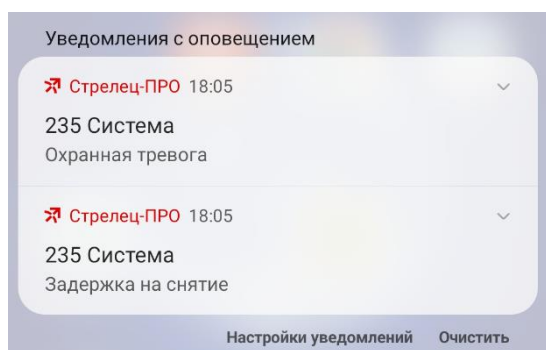 Уведомления с оповещением
Стрелец-ПРО 18:05
235 Система
Охранная тревога
Стрелец-ПРО 18:05
235 Система
Задержка на снятие
Настройки уведомлений Очистить